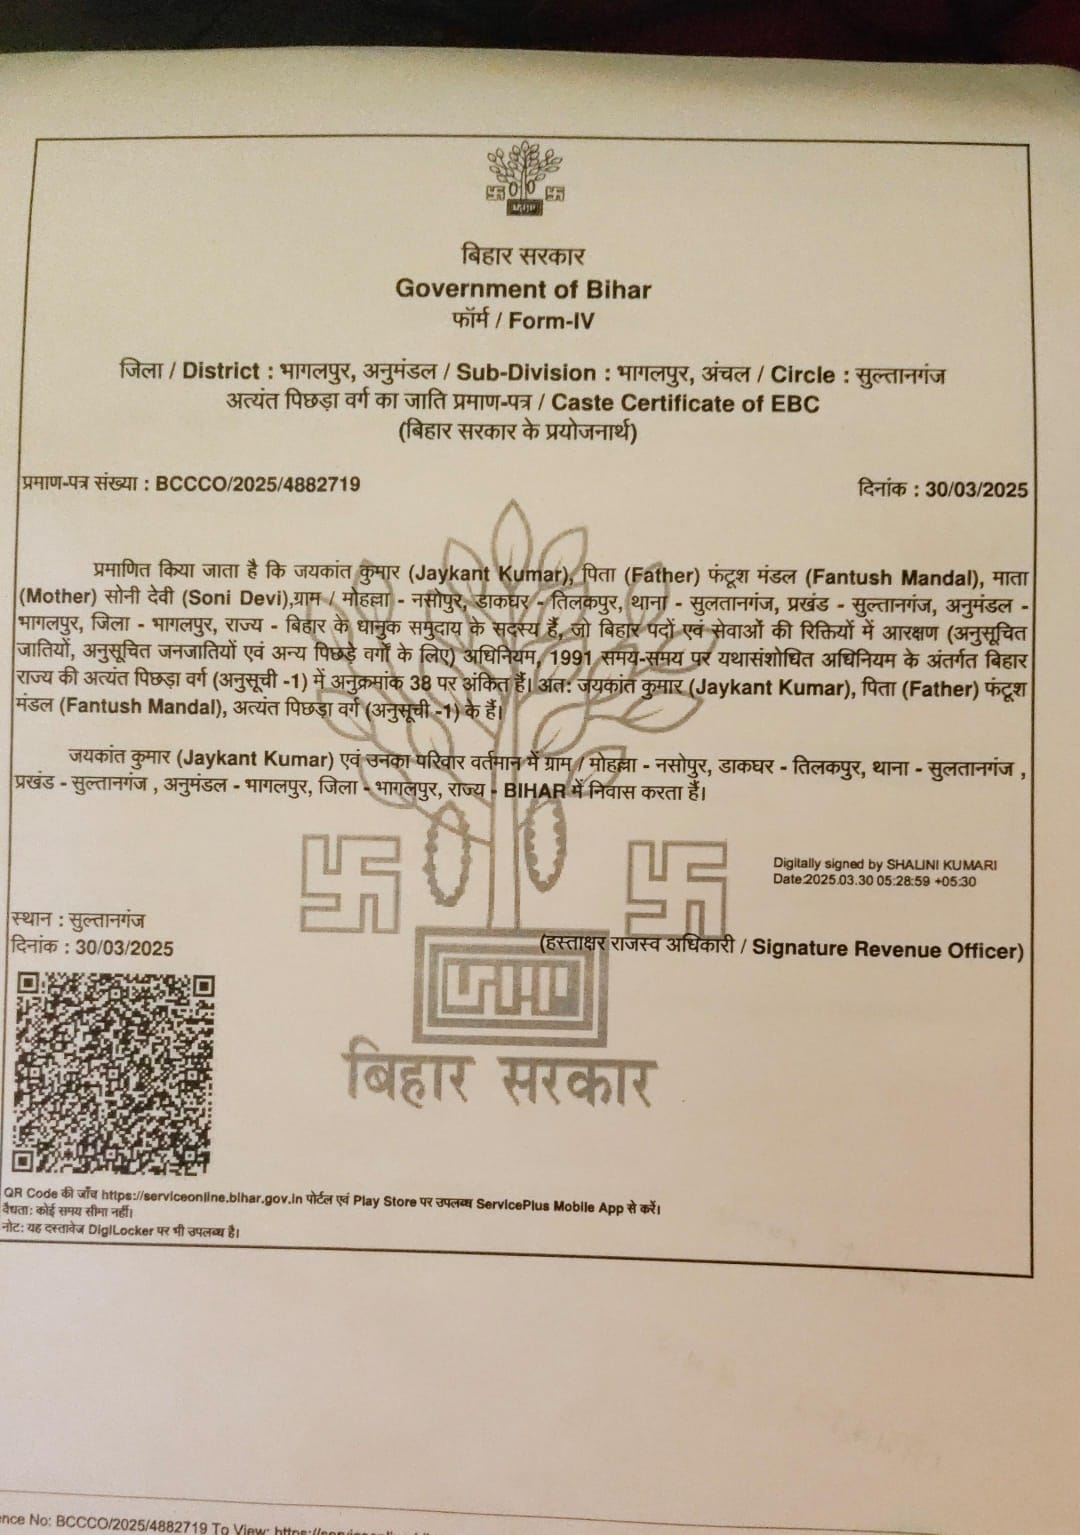 बिहार सरकार
Government of Bihar
फॉर्म / Form-IV
जिला / District : भागलपुर, अनुमंडल / Sub-Division : भागलपुर, अंचल / Circle : सुल्तानगंज
अत्यंत पिछड़ा वर्ग का जाति प्रमाण-पत्र / Caste Certificate of EBC
(बिहार सरकार के प्रयोजनार्थ)
प्रमाण-पत्र संख्या : BCCCO/2025/4882719 दिनांक : 30/03/2025
प्रमाणित किया जाता है कि जयकांत कुमार (Jaykant Kumar), पिता (Father) फंटूश मंडल (Fantush Mandal), माता
(Mother) सोनी देवी (Soni Devi),ग्राम / मोहल्ला - नसोपुर, डाकघर - तिलकपुर, थाना - सुलतानगंज, प्रखंड - सुल्तानगंज, अनुमंडल -
भागलपुर, जिला - भागलपुर, राज्य - बिहार के धानुक समुदाय के सदस्य हैं, जो बिहार पदों एवं सेवाओं की रिक्तियों में आरक्षण (अनुसूचित
जातियों, अनुसूचित जनजातियों एवं अन्य पिछड़े वर्गों के लिए) अधिनियम, 1991 समय-समय पर यथासंशोधित अधिनियम के अंतर्गत बिहार
राज्य की अत्यंत पिछड़ा वर्ग (अनुसूची -1) में अनुक्रमांक 38 पर अंकित हैं। अत: जयकांत कुमार (Jaykant Kumar), पिता (Father) फंटूश
मंडल (Fantush Mandal), अत्यंत पिछड़ा वर्ग (अनुसूची -1) के हैं।
जयकांत कुमार (Jaykant Kumar) एवं उनका परिवार वर्तमान में ग्राम / मोहल्ला - नसोपुर, डाकघर - तिलकपुर, थाना - सुलतानगंज ,
प्रखंड - सुल्तानगंज , अनुमंडल - भागलपुर, जिला - भागलपुर, राज्य - BIHAR में निवास करता हैं।
Digitally signed by SHALINI KUMARI
Date:2025.03.30 05:28:59 +05:30
स्थान : सुल्तानगंज
दिनांक : 30/03/2025
(हस्ताक्षर राजस्व अधिकारी / Signature Revenue Officer)
बिहार सरकार
QR Code की जाँच https://serviceonline.bihar.gov.in पोर्टल एवं Play Store पर उपलब्ध ServicePlus Mobile App से करें।
वैधता: कोई समय सीमा नहीं।
नोट: यह दस्तावेज DigiLocker पर भी उपलब्ध है।
No: BCCCO/2025/4882719 To View: